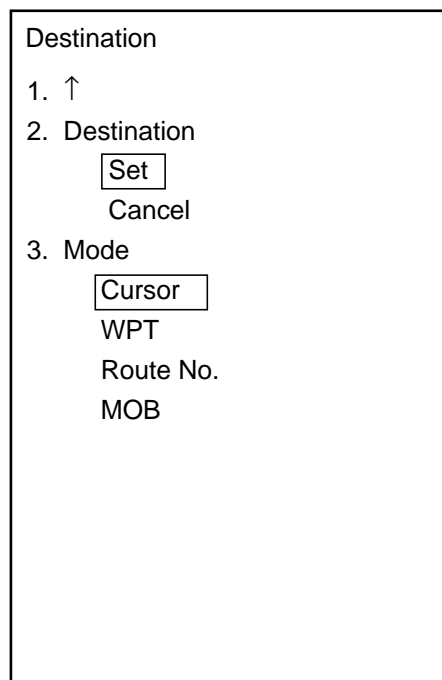 Destination
1. ↑
2. Destination
Set
Cancel
3. Mode
Cursor
WPT
Route No.
MOB